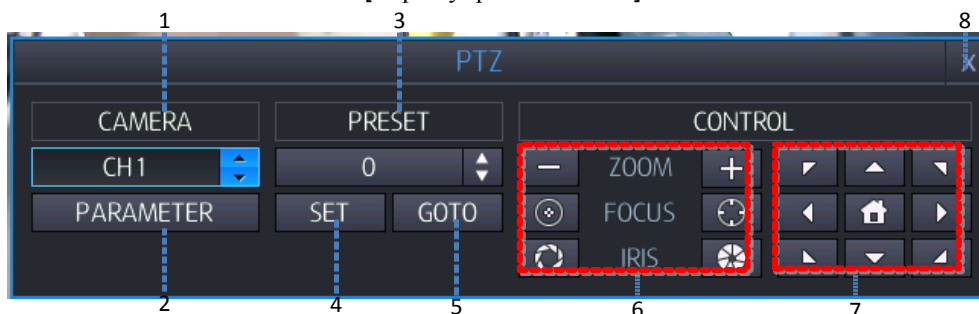 1 3 8
PTZ X
CAMERA PRESET CONTROL
CH1 0 ZOOM
PARAMETER SET GOTO FOCUS
IRIS
2 4 5 6 7